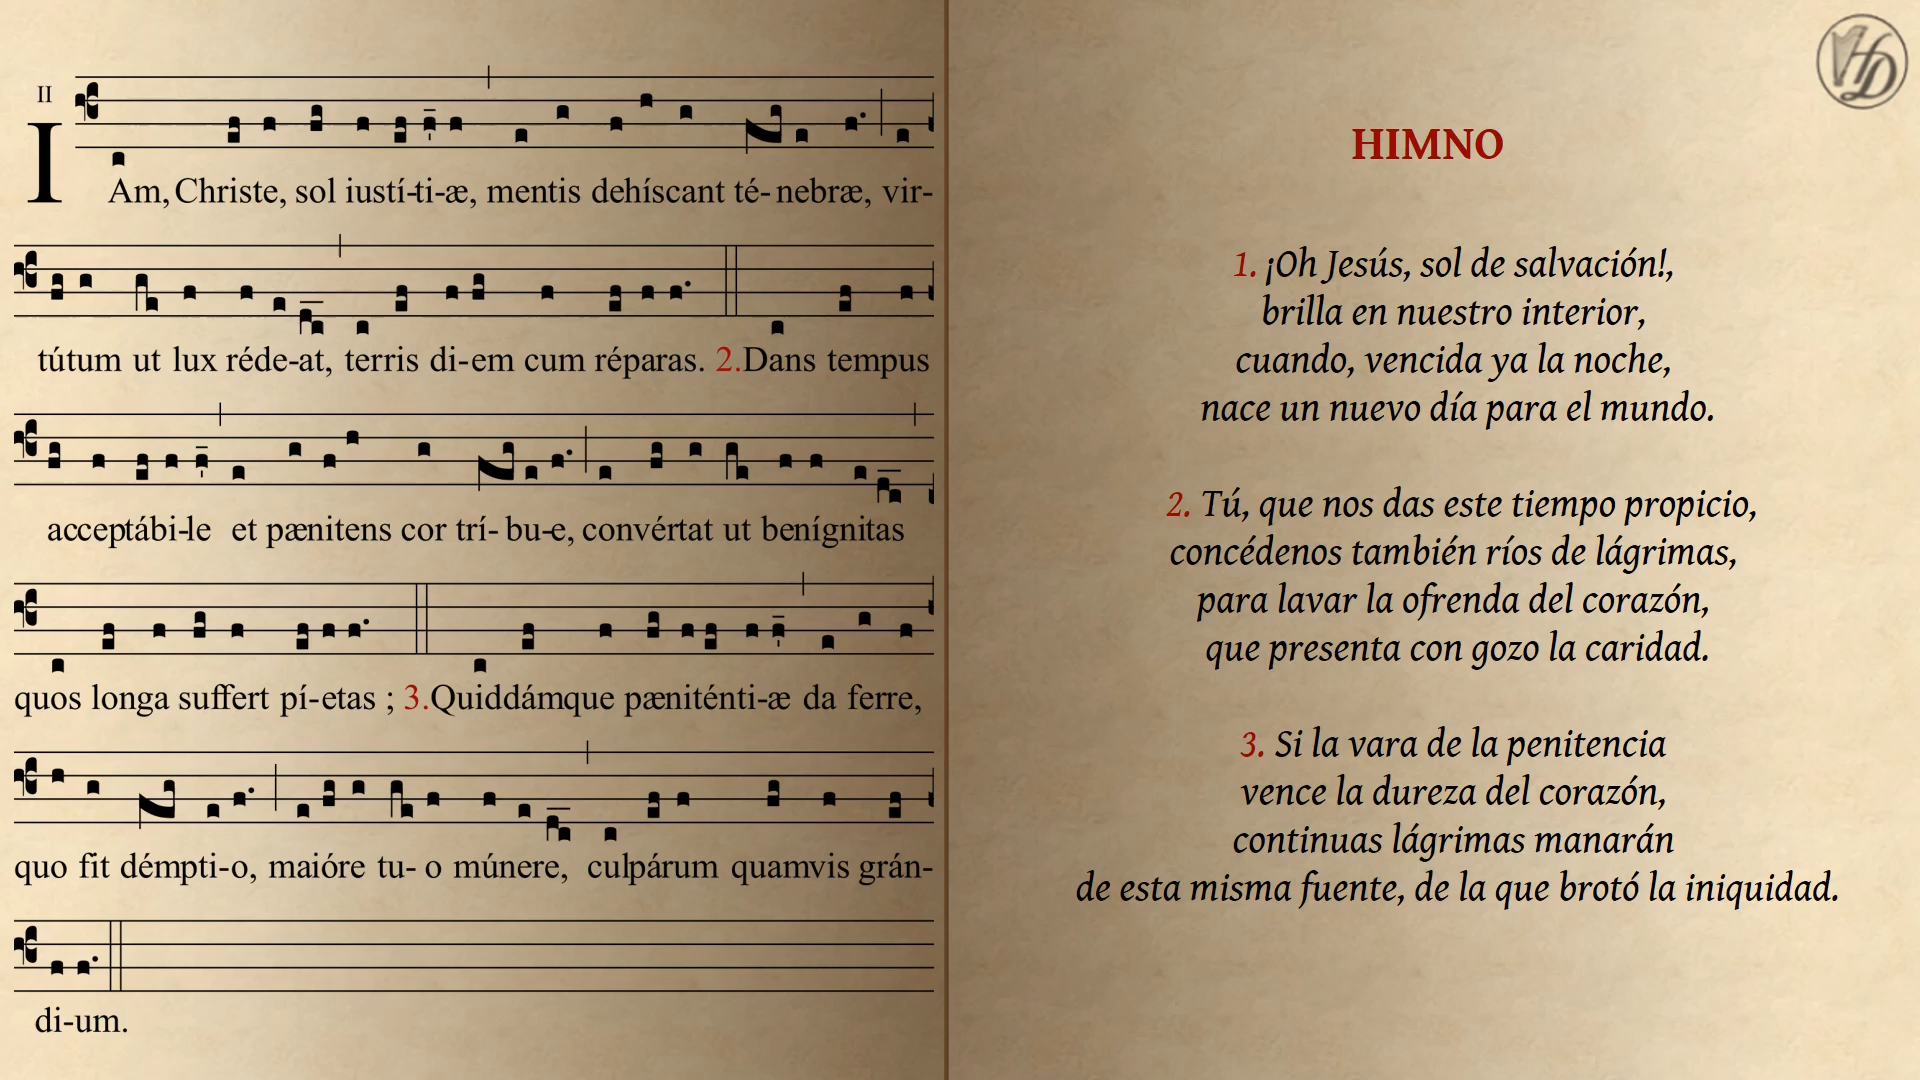 II
IAm, Christe, sol iustí-ti-æ, mentis dehíscant té-nebræ, vir-
tútum ut lux réde-at, terris di-em cum réparas. 2.Dans tempus
acceptábi-le et pænitens cor trí-bu-e, convértat ut benígnitas
quos longa suffert pí-etas ; 3.Quiddámque pæniténti-æ da ferre,
quo fit démpti-o, maióre tu-o múnere, culpárum quamvis grán-
di-um.
HD
HIMNO
1. ¡Oh Jesús, sol de salvación!,
brilla en nuestro interior,
cuando, vencida ya la noche,
nace un nuevo día para el mundo.
2. Tú, que nos das este tiempo propicio,
concédenos también ríos de lágrimas,
para lavar la ofrenda del corazón,
que presenta con gozo la caridad.
3. Si la vara de la penitencia
vence la dureza del corazón,
continuas lágrimas manarán
de esta misma fuente, de la que brotó la iniquidad.